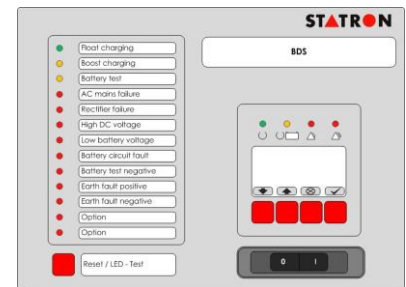 STATRON
BDS
Float charging
Boost charging
Battery test
AC mains failure
Rectifier failure
High DC voltage
Low battery voltage
Battery circuit fault
Battery test negative
Earth fault positive
Earth fault negative
Option
Option
Reset / LED - Test
0 I